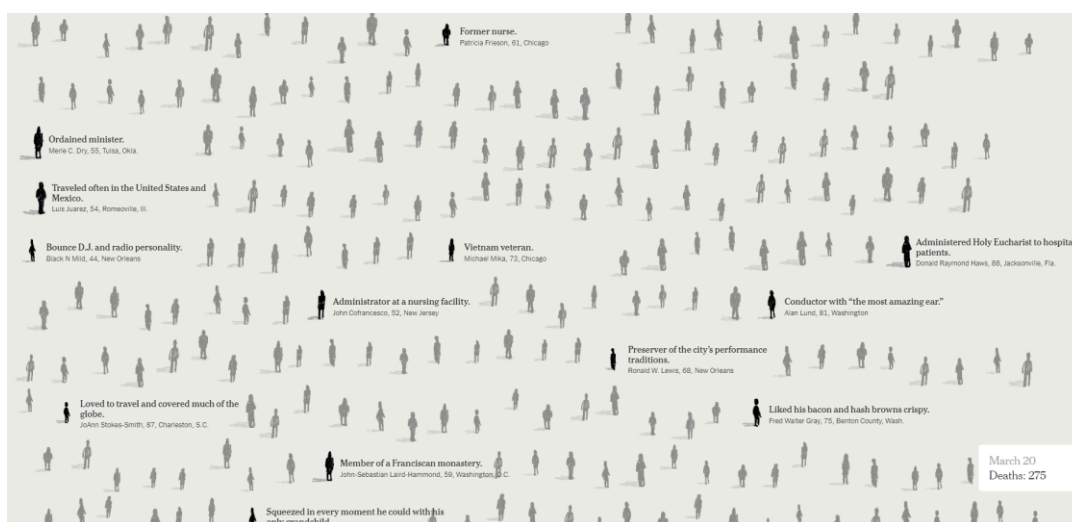 Former nurse.
Patricia Frieson, 61, Chicago
Ordained minister.
Merle C. Dry, 55, Tulsa, Okla.
Traveled often in the United States and
Mexico.
Luis Juarez, 54, Romeoville, Ill.
Bounce D.J. and radio personality.
Black N Mild, 44, New Orleans
Vietnam veteran.
Michael Mika, 73, Chicago
Administered Holy Eucharist to hospita
patients.
Donald Raymond Haws, 88, Jacksonville, Fla.
Administrator at a nursing facility.
John Cofrancesco, 52, New Jersey
Conductor with “the most amazing ear.”
Alan Lund, 81, Washington
Preserver of the city’s performance
traditions.
Ronald W. Lewis, 68, New Orleans
Loved to travel and covered much of the
globe.
JoAnn Stokes-Smith, 87, Charleston, S.C.
Liked his bacon and hash browns crispy.
Fred Walter Gray, 75, Benton County, Wash.
Member of a Franciscan monastery.
John-Sebastian Laird-Hammond, 59, Washington, D.C.
March 20
Deaths: 275
Squeezed in every moment he could with his
only grandchild.